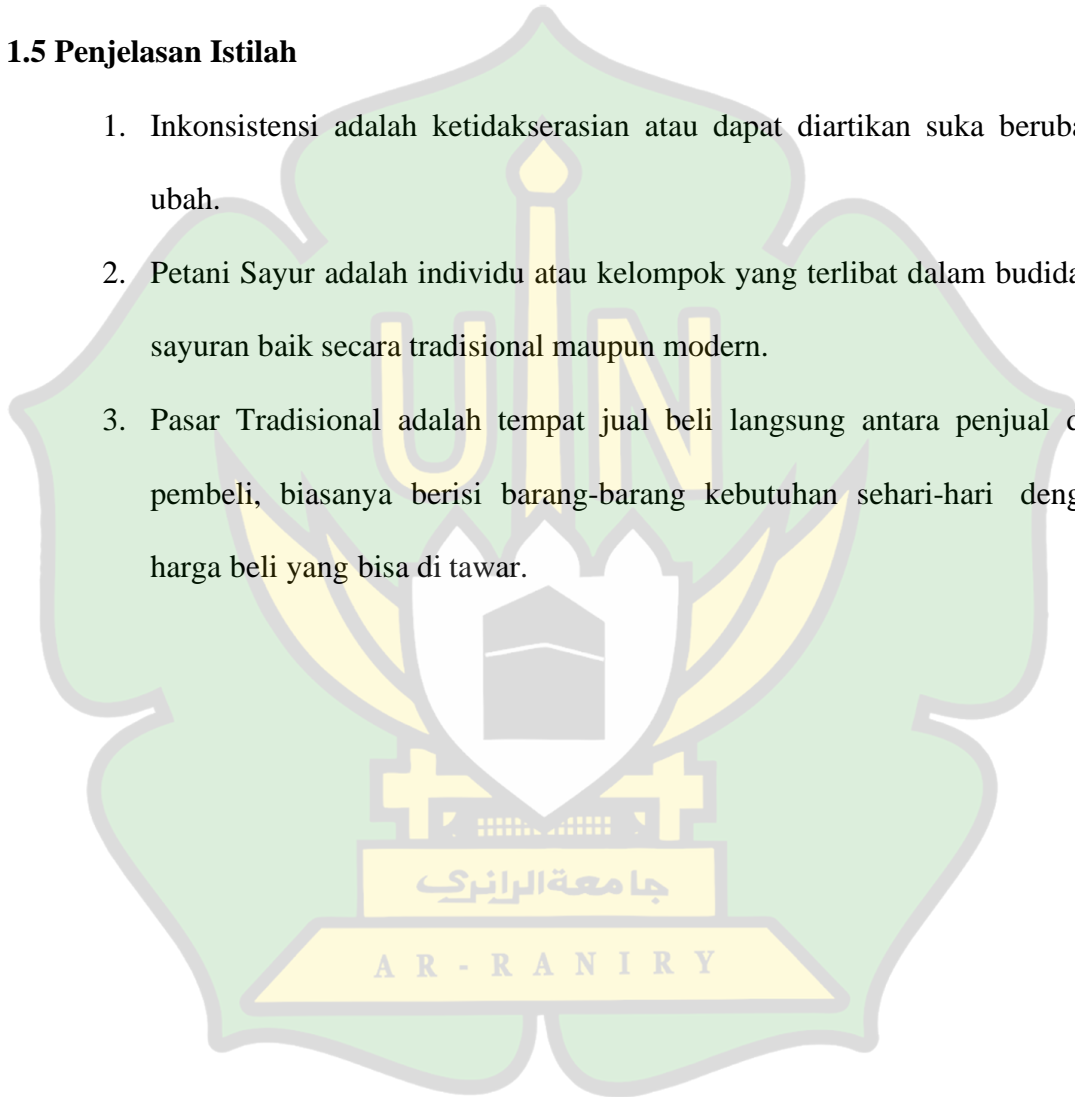 1.5 Penjelasan Istilah
1. Inkonsistensi adalah ketidakserasian atau dapat diartikan suka beruba
ubah.
2. Petani Sayur adalah individu atau kelompok yang terlibat dalam budida
sayuran baik secara tradisional maupun modern.
3. Pasar Tradisional adalah tempat jual beli langsung antara penjual d
pembeli, biasanya berisi barang-barang kebutuhan sehari-hari deng
harga beli yang bisa di tawar.
UIN
جامعة الرانري
AR-RANIRY